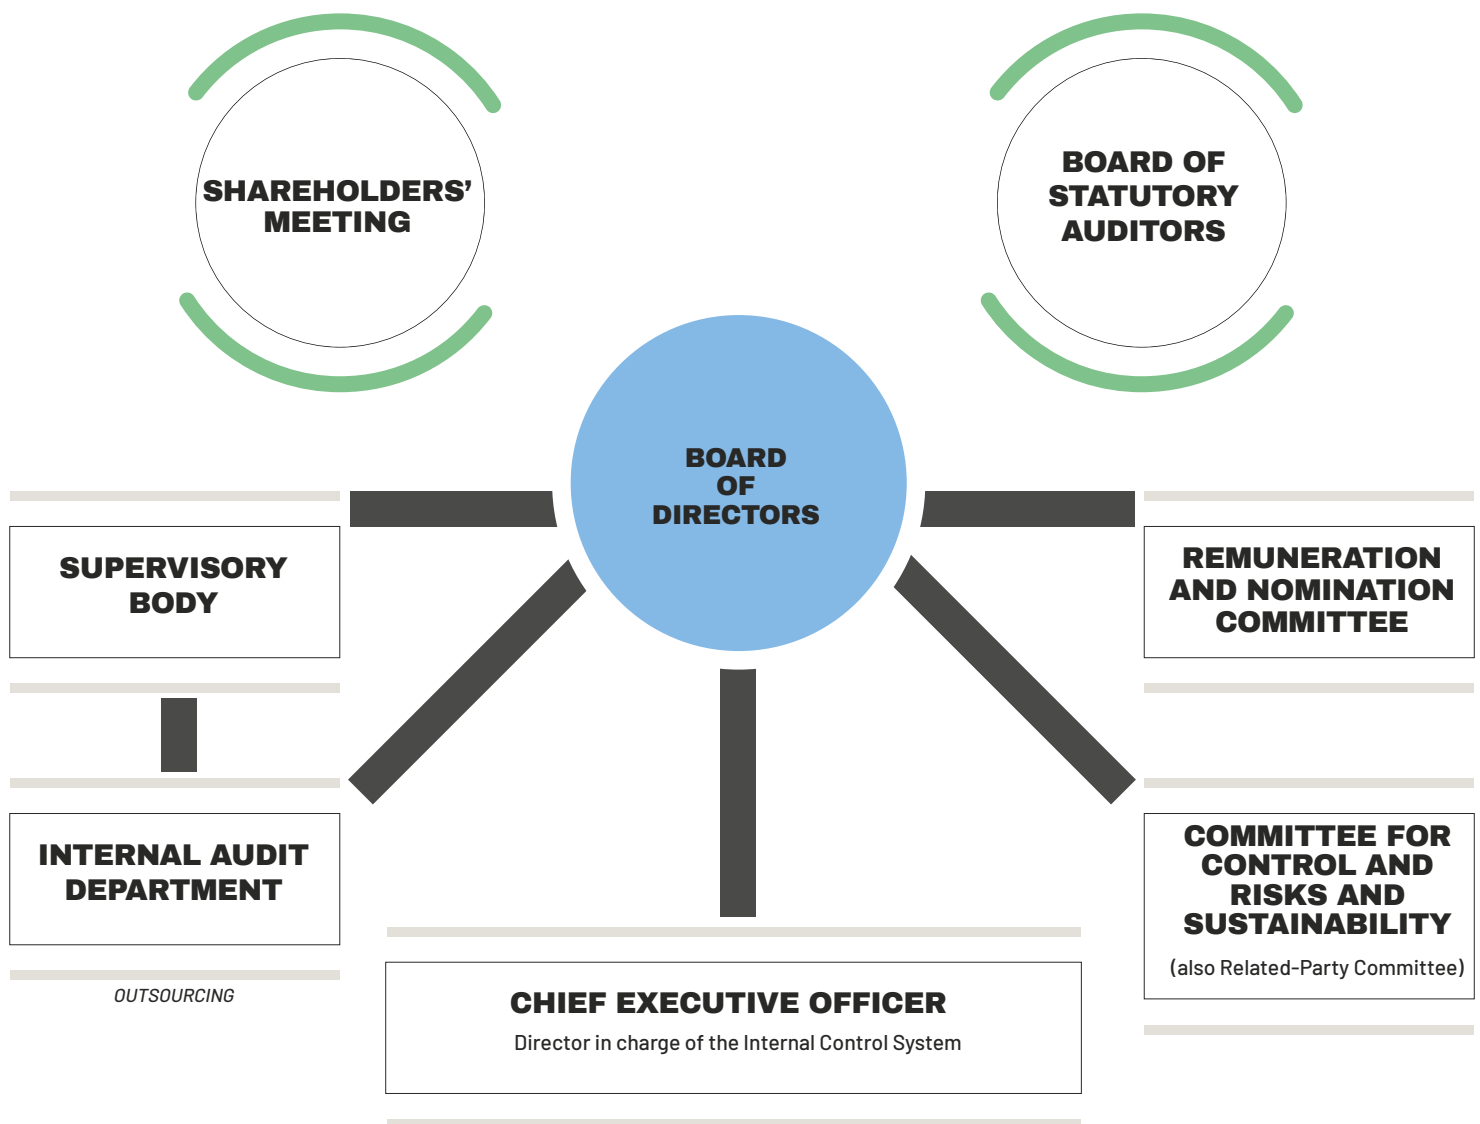 SHAREHOLDERS’
MEETING
BOARD OF
STATUTORY
AUDITORS
BOARD
OF
DIRECTORS
SUPERVISORY
BODY
REMUNERATION
AND NOMINATION
COMMITTEE
INTERNAL AUDIT
DEPARTMENT
OUTSOURCING
COMMITTEE FOR
CONTROL AND
RISKS AND
SUSTAINABILITY
(also Related-Party Committee)
CHIEF EXECUTIVE OFFICER
Director in charge of the Internal Control System